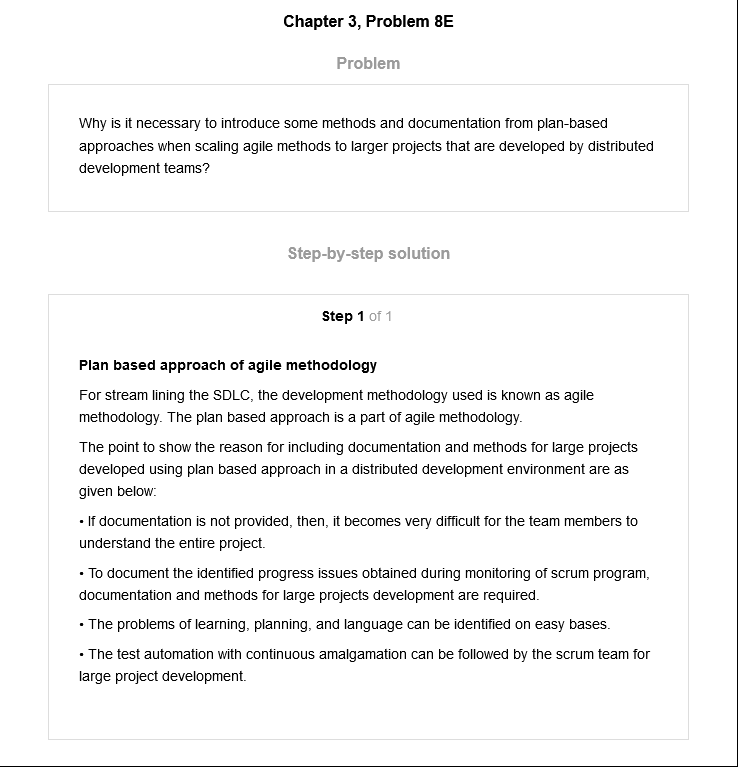 Chapter 3, Problem 8E
Problem
Why is it necessary to introduce some methods and documentation from plan-based
approaches when scaling agile methods to larger projects that are developed by distributed
development teams?
Step-by-step solution
Step 1 of 1
Plan based approach of agile methodology
For stream lining the SDLC, the development methodology used is known as agile
methodology. The plan based approach is a part of agile methodology.
The point to show the reason for including documentation and methods for large projects
developed using plan based approach in a distributed development environment are as
given below:
• If documentation is not provided, then, it becomes very difficult for the team members to
understand the entire project.
• To document the identified progress issues obtained during monitoring of scrum program,
documentation and methods for large projects development are required.
• The problems of learning, planning, and language can be identified on easy bases.
• The test automation with continuous amalgamation can be followed by the scrum team for
large project development.